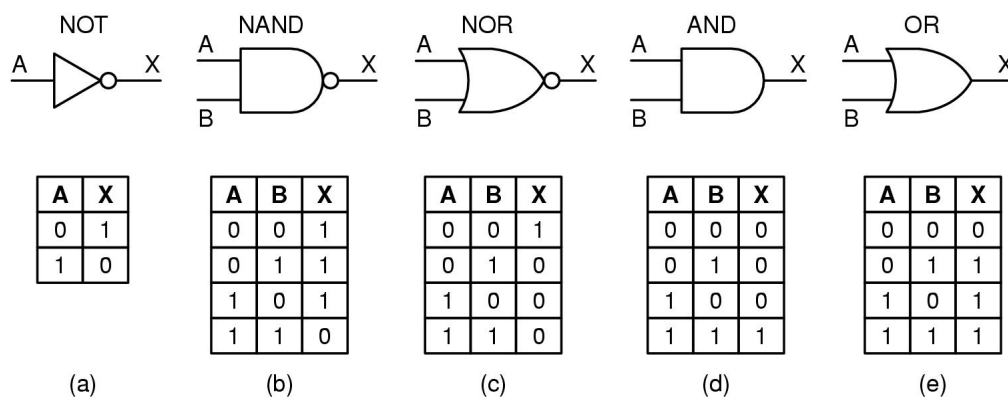 NOT NAND NOR AND OR
A X A B X A B X A B X A B X
A X A B X A B X A B X A B X
0 1 0 0 1 0 0 1 0 0 0 0 0 0
1 0 0 1 1 0 1 0 0 1 0 0 1 1
1 0 1 1 0 0 1 0 0 1 0 1
1 1 0 1 1 0 1 1 1 1 1 1
(a) (b) (c) (d) (e)